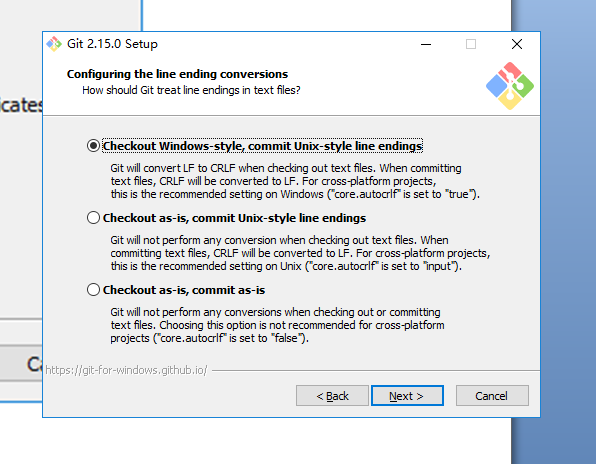 Git 2.15.0 Setup
Configuring the line ending conversions
How should Git treat line endings in text files?
icates
Checkout Windows-style, commit Unix-style line endings
Git will convert LF to CRLF when checking out text files. When committing
text files, CRLF will be converted to LF. For cross-platform projects,
this is the recommended setting on Windows ("core.autocrlf" is set to "true").
Checkout as-is, commit Unix-style line endings
Git will not perform any conversion when checking out text files. When
committing text files, CRLF will be converted to LF. For cross-platform projects,
this is the recommended setting on Unix ("core.autocrlf" is set to "input").
Checkout as-is, commit as-is
Git will not perform any conversions when checking out or committing
text files. Choosing this option is not recommended for cross-platform
projects ("core.autocrlf" is set to "false").
Ca
https://git-for-windows.github.io/
< Back
Next >
Cancel